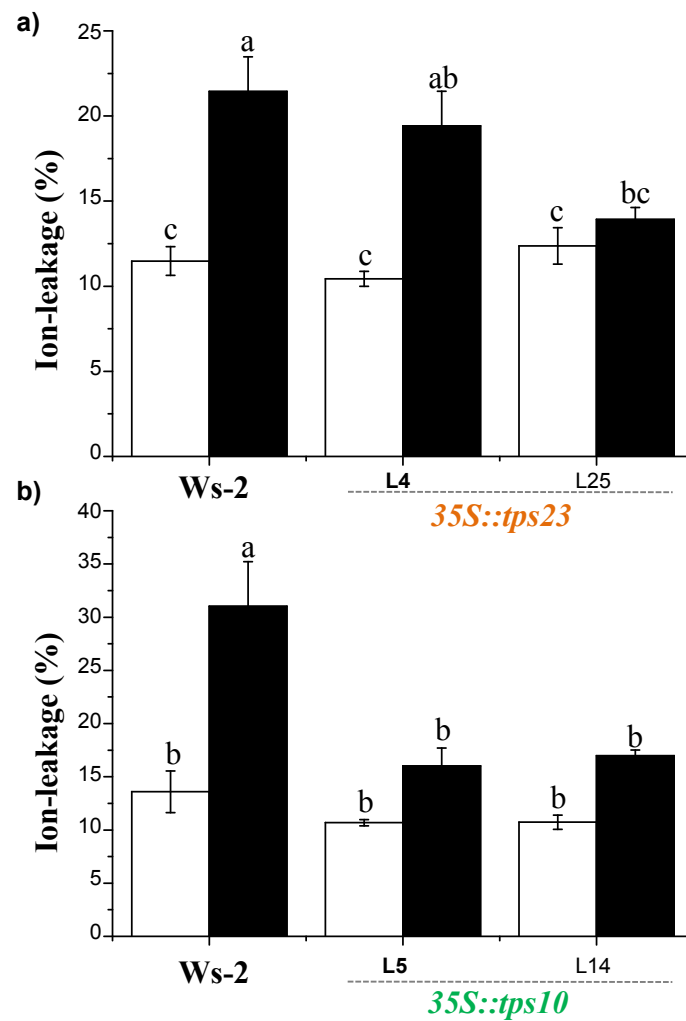 a)
25
20
15
10
5
0
Ion-leakage (%)
a
ab
c
c
c
bc
Ws-2
L4
L25
35S::tps23
b)
40
35
30
25
20
15
10
5
0
Ion-leakage (%)
a
b
b
b
b
b
Ws-2
L5
L14
35S::tps10